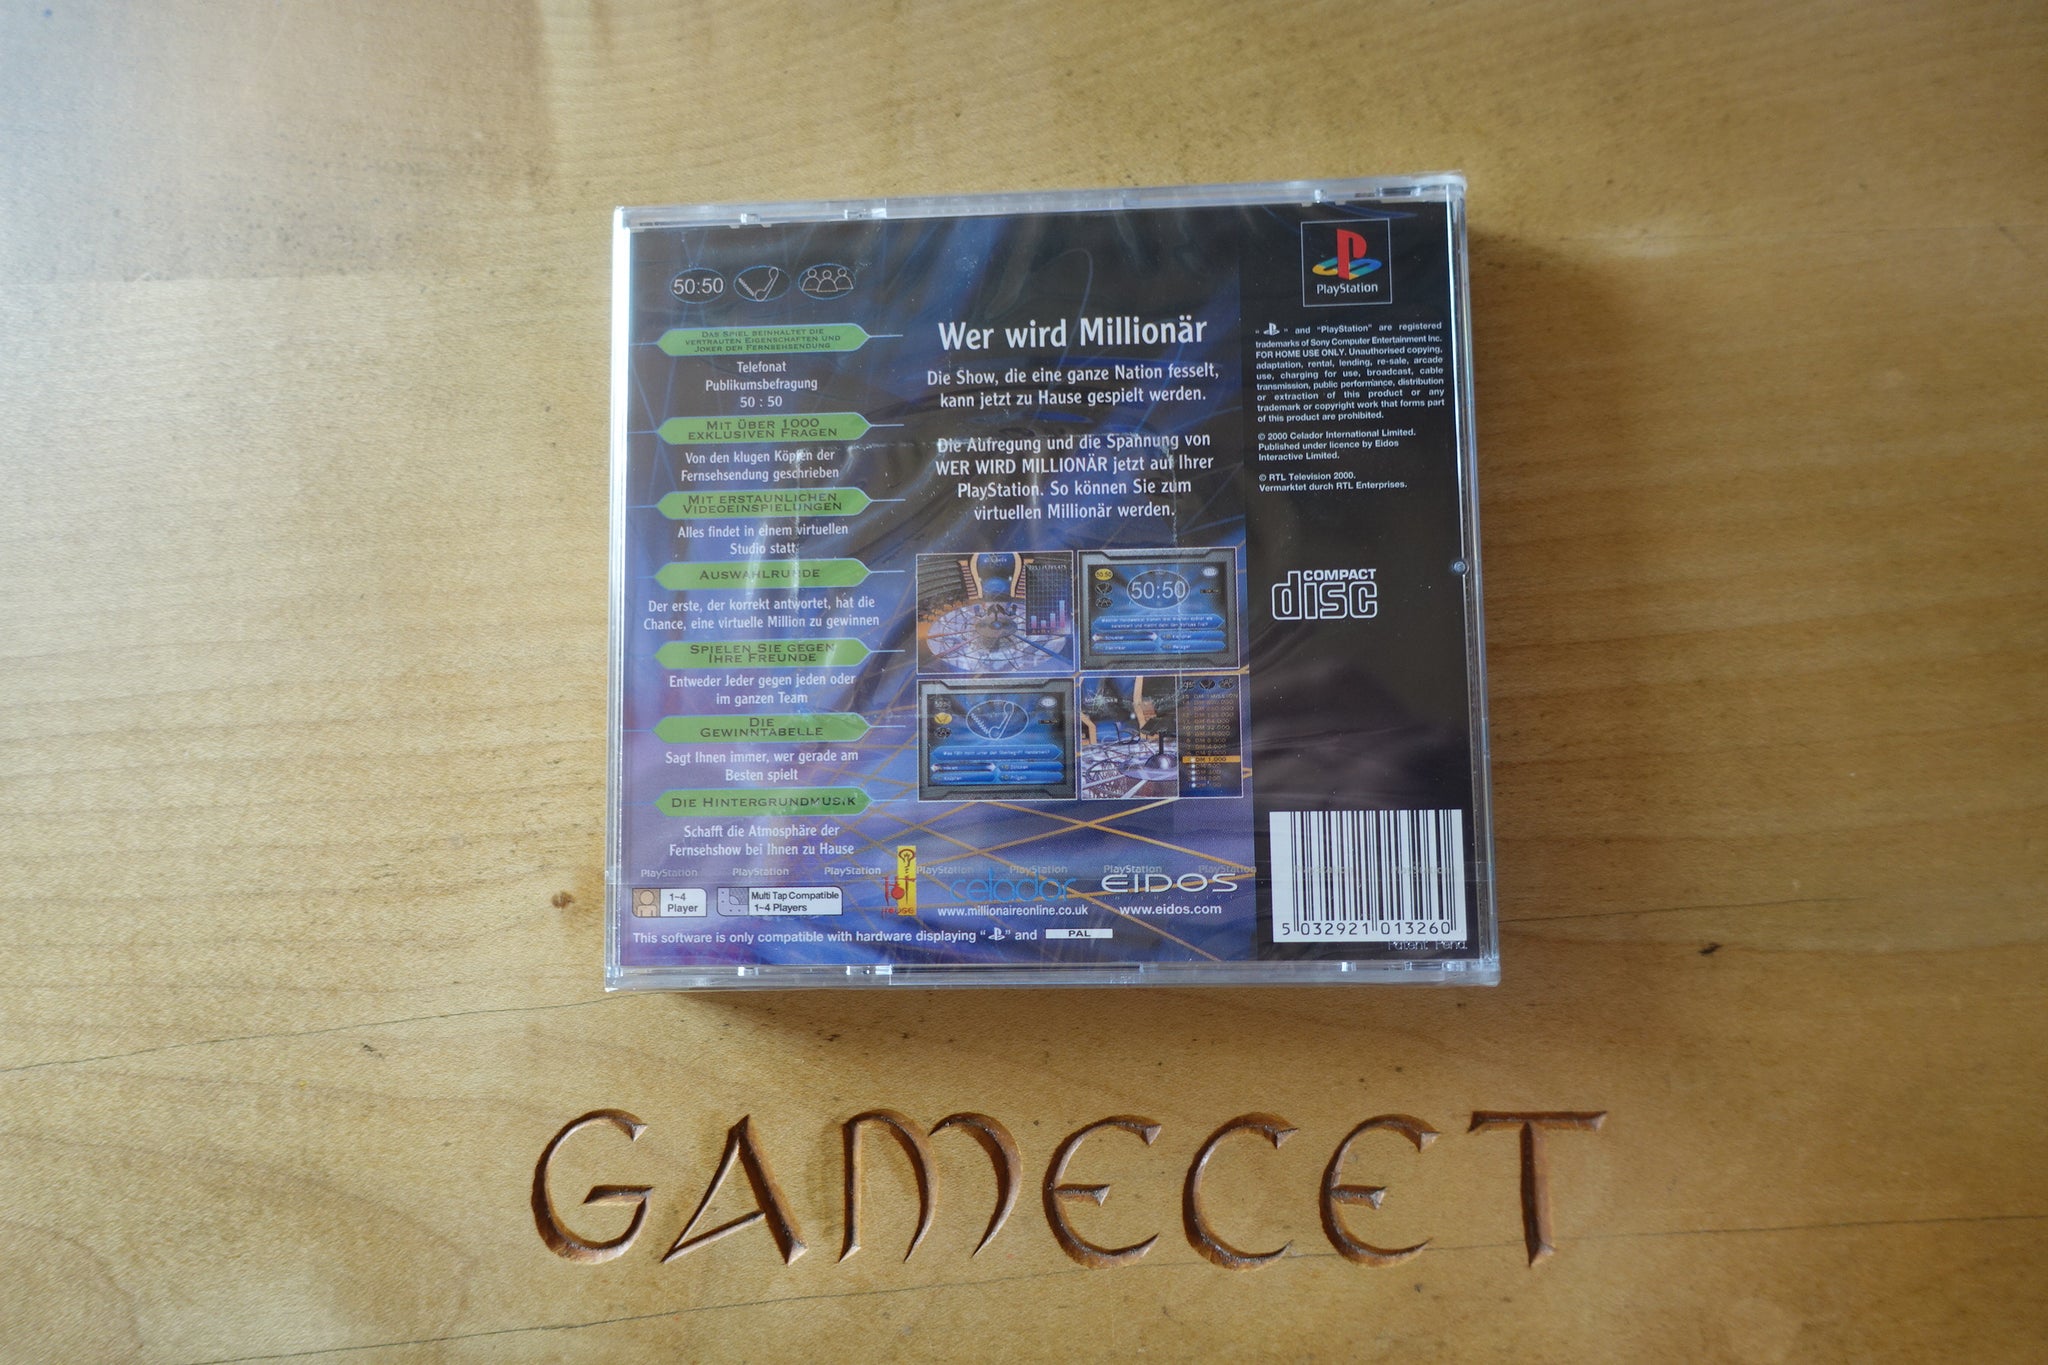 50:50
DAS SPIEL BEINHALTET DIE
VERTRAUTEN EIGENSCHAFTEN UND
JOKER DER FERNSEHSENDUNG
Telefonat
Publikumsbefragung
50 : 50
MIT ÜBER 1000
EXKLUSIVEN FRAGEN
Von den klugen Köpfen der
Fernsehsendung geschrieben
MIT ERSTAUNLICHEN
VIDEOEINSPIELUNGEN
Alles findet in einem virtuellen
Studio statt
AUSWAHLRUNDE
Der erste, der korrekt antwortet, hat die
Chance, eine virtuelle Million zu gewinnen
SPIELEN SIE GEGEN
IHRE FREUNDE
Entweder Jeder gegen jeden oder
im ganzen Team
DIE
GEWINNTABELLE
Sagt Ihnen immer, wer gerade am
Besten spielt
DIE HINTERGRUNDMUSIK
Schafft die Atmosphäre der
Fernsehshow bei Ihnen zu Hause
Wer wird Millionär
Die Show, die eine ganze Nation fesselt,
kann jetzt zu Hause gespielt werden.
Die Aufregung und die Spannung von
WER WIRD MILLIONÄR jetzt auf Ihrer
PlayStation. So können Sie zum
virtuellen Millionär werden.
50:50
PlayStation
" " and "PlayStation" are registered
trademarks of Sony Computer Entertainment Inc.
FOR HOME USE ONLY. Unauthorised copying,
adaptation, rental, lending, re-sale, arcade
use, charging for use, broadcast, cable
transmission, public performance, distribution
or extraction of this product or any
trademark or copyright work that forms part
of this product are prohibited.
© 2000 Celador International Limited.
Published under licence by Eidos
Interactive Limited.
© RTL Television 2000.
Vermarktet durch RTL Enterprises.
COMPACT
disc
PlayStation PlayStation PlayStation PlayStation PlayStation PlayStation PlayStation
1~4
Player
Multi Tap Compatible
1~4 Players
celador
EIDOS
www.millionaireonline.co.uk
www.eidos.com
This software is only compatible with hardware displaying " " and PAL
5 032921 013260
Patent Pend.
GAMECET